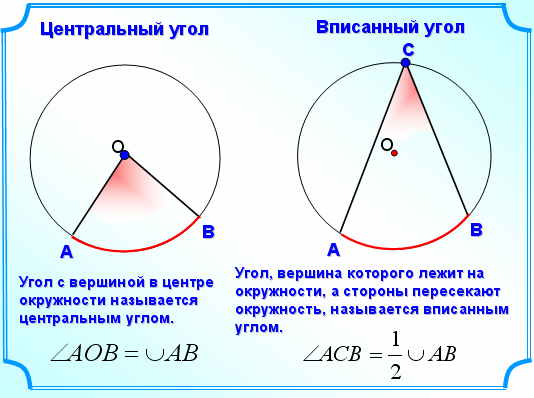 Центральный угол
O
A
B
Угол с вершиной в центре
окружности называется
центральным углом.
∠AOB = ∪AB
Вписанный угол
C
O
A
B
Угол, вершина которого лежит на
окружности, а стороны пересекают
окружность, называется вписанным
углом.
∠ACB = 1/2 ∪ AB